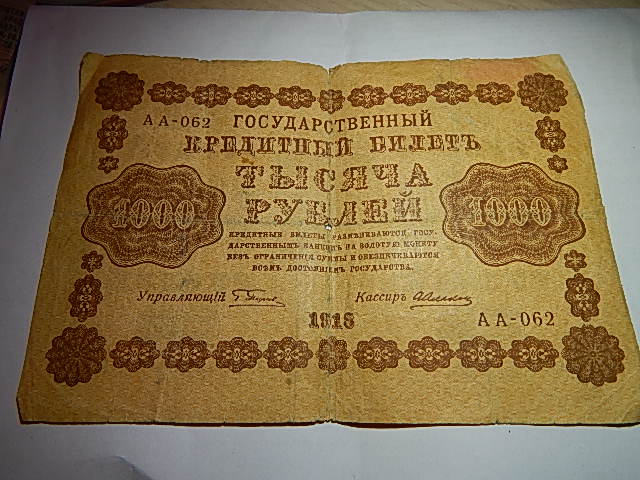 АА-062 ГОСУДАРСТВЕННЫЙ
КРЕДИТНЫЙ БИЛЕТЪ
ТЫСЯЧА
РУБЛЕЙ
1000 1000
КРЕДИТНЫЕ БИЛЕТЫ РАЗМѢНИВАЮТСЯ ГОСУ-
ДАРСТВЕННЫМЪ БАНКОМЪ НА ЗОЛОТУЮ МОНЕТУ
БЕЗЪ ОГРАНИЧЕНІЯ СУММЫ И ОБЕЗПЕЧИВАЮТСЯ
ВСѢМЪ ДОСТОЯНІЕМЪ ГОСУДАРСТВА.
Управляющій Кассиръ
1918 АА-062